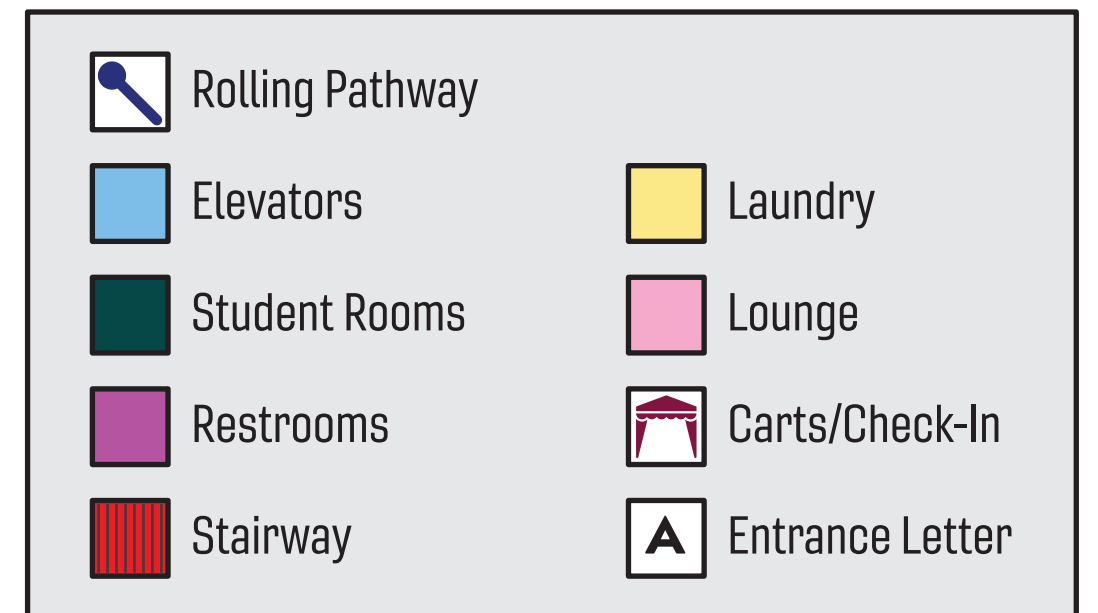 Rolling Pathway
Elevators
Student Rooms
Restrooms
Stairway
Laundry
Lounge
Carts/Check-In
A Entrance Letter